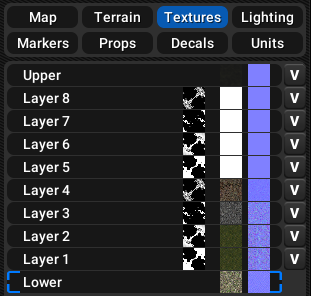 Map Terrain Textures Lighting
Markers Props Decals Units
Upper V
Layer 8 V
Layer 7 V
Layer 6 V
Layer 5 V
Layer 4 V
Layer 3 V
Layer 2 V
Layer 1 V
Lower